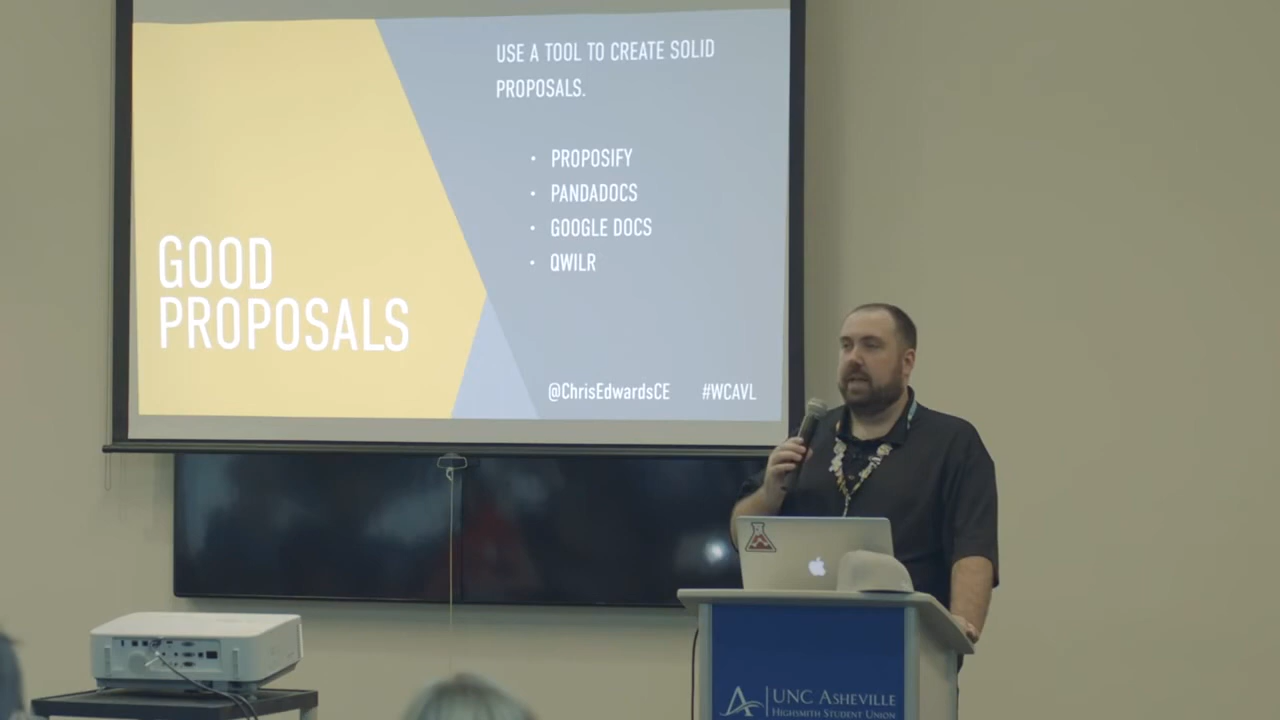 USE A TOOL TO CREATE SOLID
PROPOSALS.
• PROPOSIFY
• PANDADOCS
• GOOGLE DOCS
• QWILR
GOOD
PROPOSALS
@ChrisEdwardsCE #WCAVL
UNC ASHEVILLE
HIGHSMITH STUDENT UNION